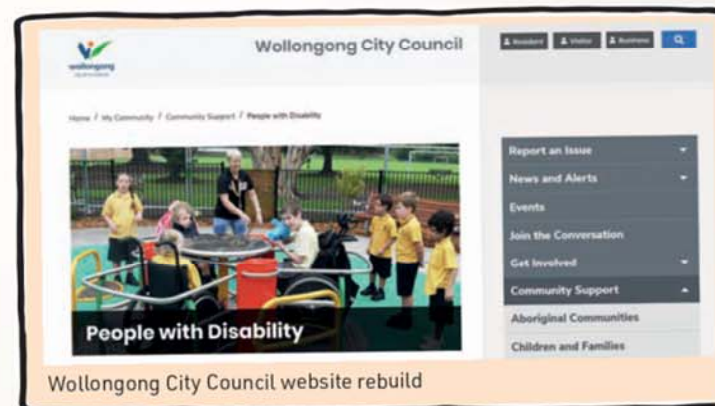 wollongong
Wollongong City Council
Resident
Visitor
Business
Home / My Community / Community Support / People with Disability
People with Disability
Report an Issue
News and Alerts
Events
Join the Conversation
Get Involved
Community Support
Aboriginal Communities
Children and Families
Wollongong City Council website rebuild